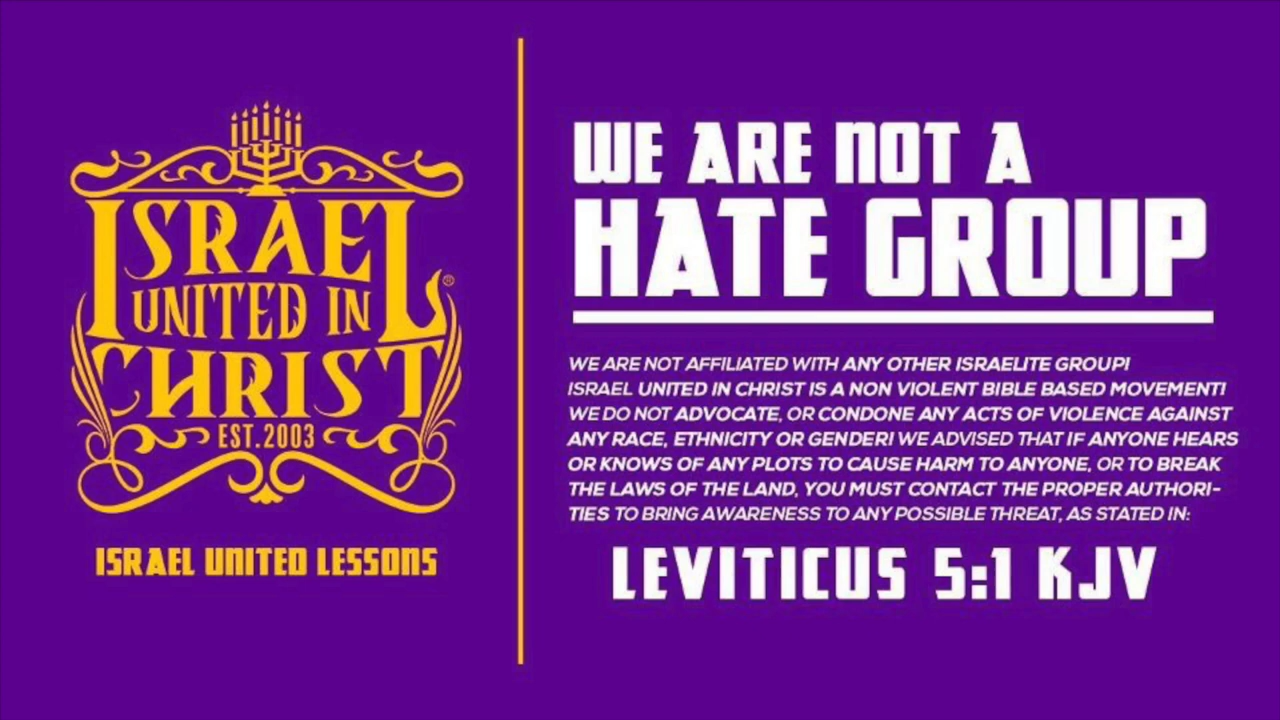 ISRAEL
UNITED IN
CHRIST
®
EST.2003
ISRAEL UNITED LESSONS
WE ARE NOT A
HATE GROUP
WE ARE NOT AFFILIATED WITH ANY OTHER ISRAELITE GROUP!
ISRAEL UNITED IN CHRIST IS A NON VIOLENT BIBLE BASED MOVEMENT!
WE DO NOT ADVOCATE, OR CONDONE ANY ACTS OF VIOLENCE AGAINST
ANY RACE, ETHNICITY OR GENDER! WE ADVISED THAT IF ANYONE HEARS
OR KNOWS OF ANY PLOTS TO CAUSE HARM TO ANYONE, OR TO BREAK
THE LAWS OF THE LAND, YOU MUST CONTACT THE PROPER AUTHORI-
TIES TO BRING AWARENESS TO ANY POSSIBLE THREAT, AS STATED IN:
LEVITICUS 5:1 KJV